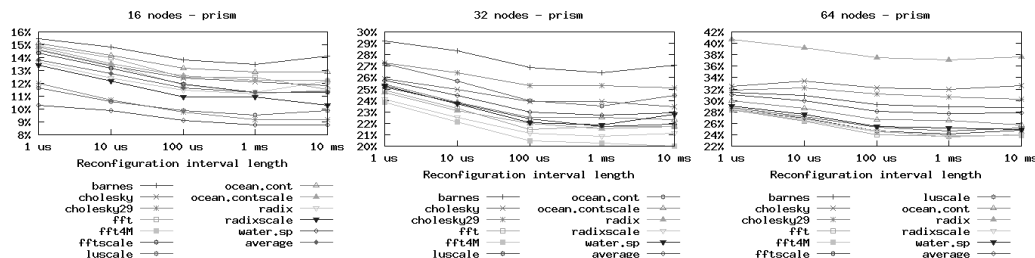 16 nodes - prism
16%
15%
14%
13%
12%
11%
10%
9%
8%
1 us 10 us 100 us 1 ms 10 ms
Reconfiguration interval length
barnes
cholesky
cholesky29
fft
fft4M
fftscale
luscale
ocean.cont
ocean.contscale
radix
radixscale
water.sp
average
32 nodes - prism
30%
29%
28%
27%
26%
25%
24%
23%
22%
21%
20%
1 us 10 us 100 us 1 ms 10 ms
Reconfiguration interval length
barnes
cholesky
cholesky29
fft
fft4M
luscale
ocean.cont
ocean.contscale
radix
radixscale
water.sp
average
64 nodes - prism
42%
40%
38%
36%
34%
32%
30%
28%
26%
24%
22%
1 us 10 us 100 us 1 ms 10 ms
Reconfiguration interval length
barnes
cholesky
cholesky29
fft
fft4M
fftscale
luscale
ocean.cont
radix
radixscale
water.sp
average